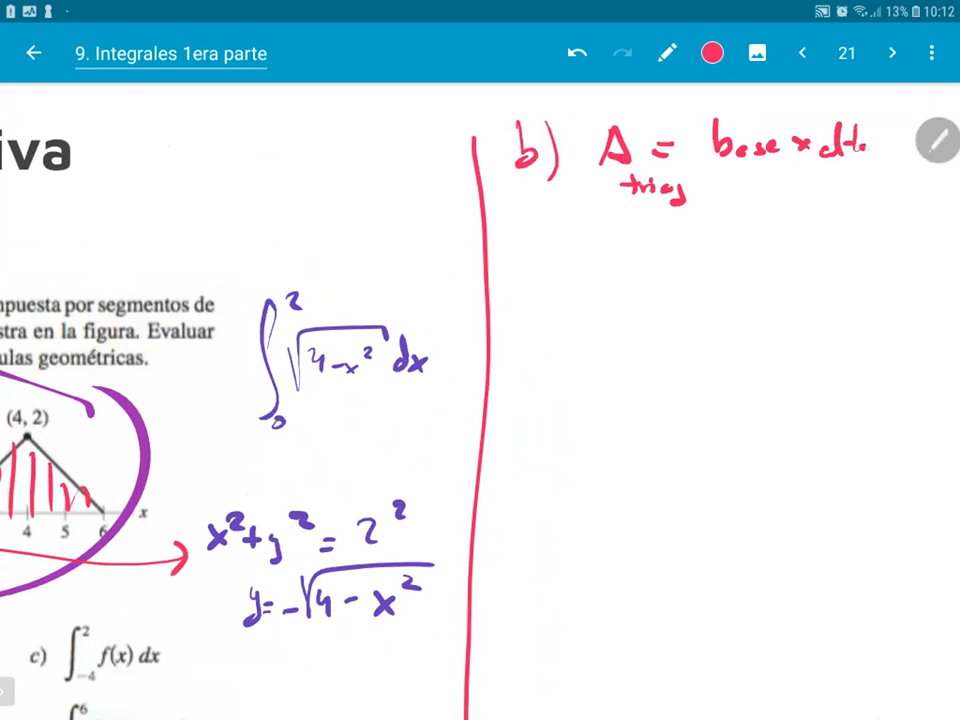 13% 10:12
9. Integrales 1era parte
21
iva
b) A = base x alto
triag
npuesta por segmentos de
stra en la figura. Evaluar
ulas geométricas.
∫₀² √(4-x²) dx
(4, 2)
x
4 5 6
x² + y² = 2²
y = -√(4 - x²)
c) ∫₋₄² f(x) dx
∫⁶